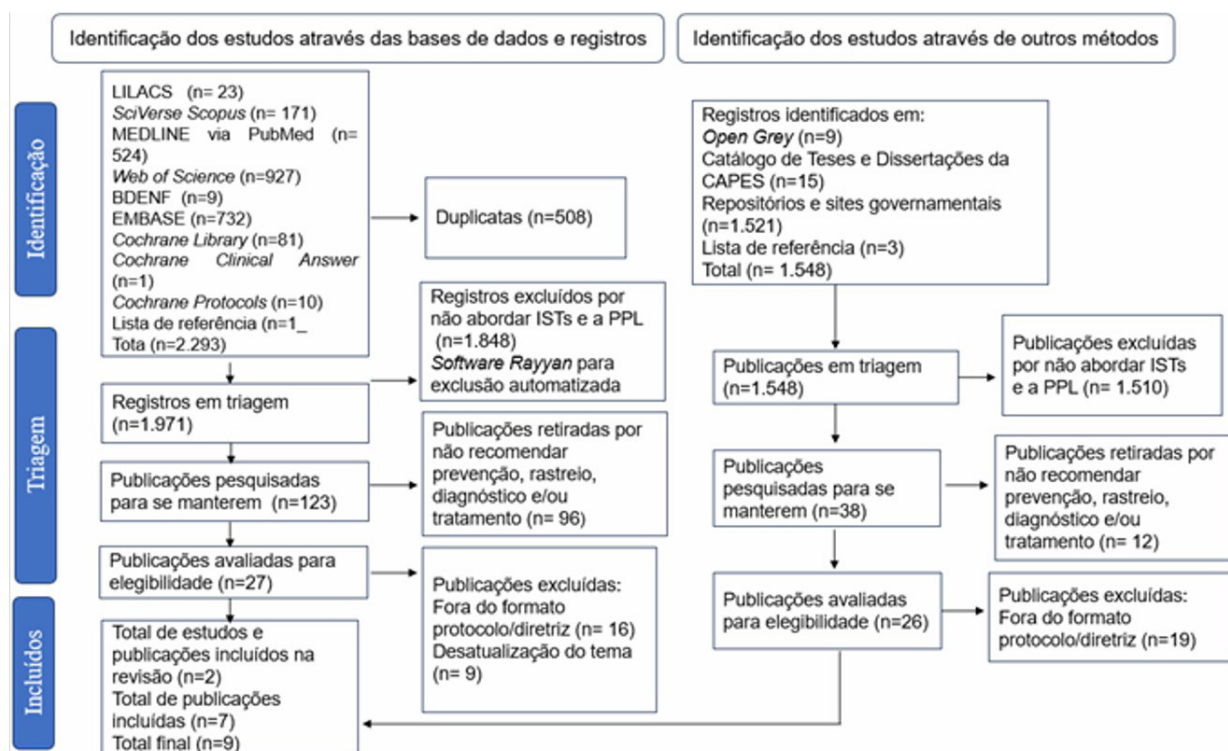 Identificação dos estudos através das bases de dados e registros
Identificação dos estudos através de outros métodos
Identificação
LILACS (n= 23)
SciVerse Scopus (n= 171)
MEDLINE via PubMed (n=
524)
Web of Science (n=927)
BDENF (n=9)
EMBASE (n=732)
Cochrane Library (n=81)
Cochrane Clinical Answer
(n=1)
Cochrane Protocols (n=10)
Lista de referência (n=1_
Tota (n=2.293)
Duplicatas (n=508)
Registros identificados em:
Open Grey (n=9)
Catálogo de Teses e Dissertações da
CAPES (n=15)
Repositórios e sites governamentais
(n=1.521)
Lista de referência (n=3)
Total (n= 1.548)
Triagem
Registros excluídos por
não abordar ISTs e a PPL
(n=1.848)
Software Rayyan para
exclusão automatizada
Registros em triagem
(n=1.971)
Publicações em triagem
(n=1.548)
Publicações excluídas
por não abordar ISTs
e a PPL (n= 1.510)
Publicações pesquisadas
para se manterem (n=123)
Publicações retiradas por
não recomendar
prevenção, rastreio,
diagnóstico e/ou
tratamento (n= 96)
Publicações
pesquisadas para se
manterem (n=38)
Publicações retiradas por
não recomendar
prevenção, rastreio,
diagnóstico e/ou
tratamento (n= 12)
Publicações avaliadas para
elegibilidade (n=27)
Publicações excluídas:
Fora do formato
protocolo/diretriz (n= 16)
Desatualização do tema
(n= 9)
Publicações avaliadas
para elegibilidade (n=26)
Publicações excluídas:
Fora do formato
protocolo/diretriz (n=19)
Incluídos
Total de estudos e
publicações incluídos na
revisão (n=2)
Total de publicações
incluídas (n=7)
Total final (n=9)